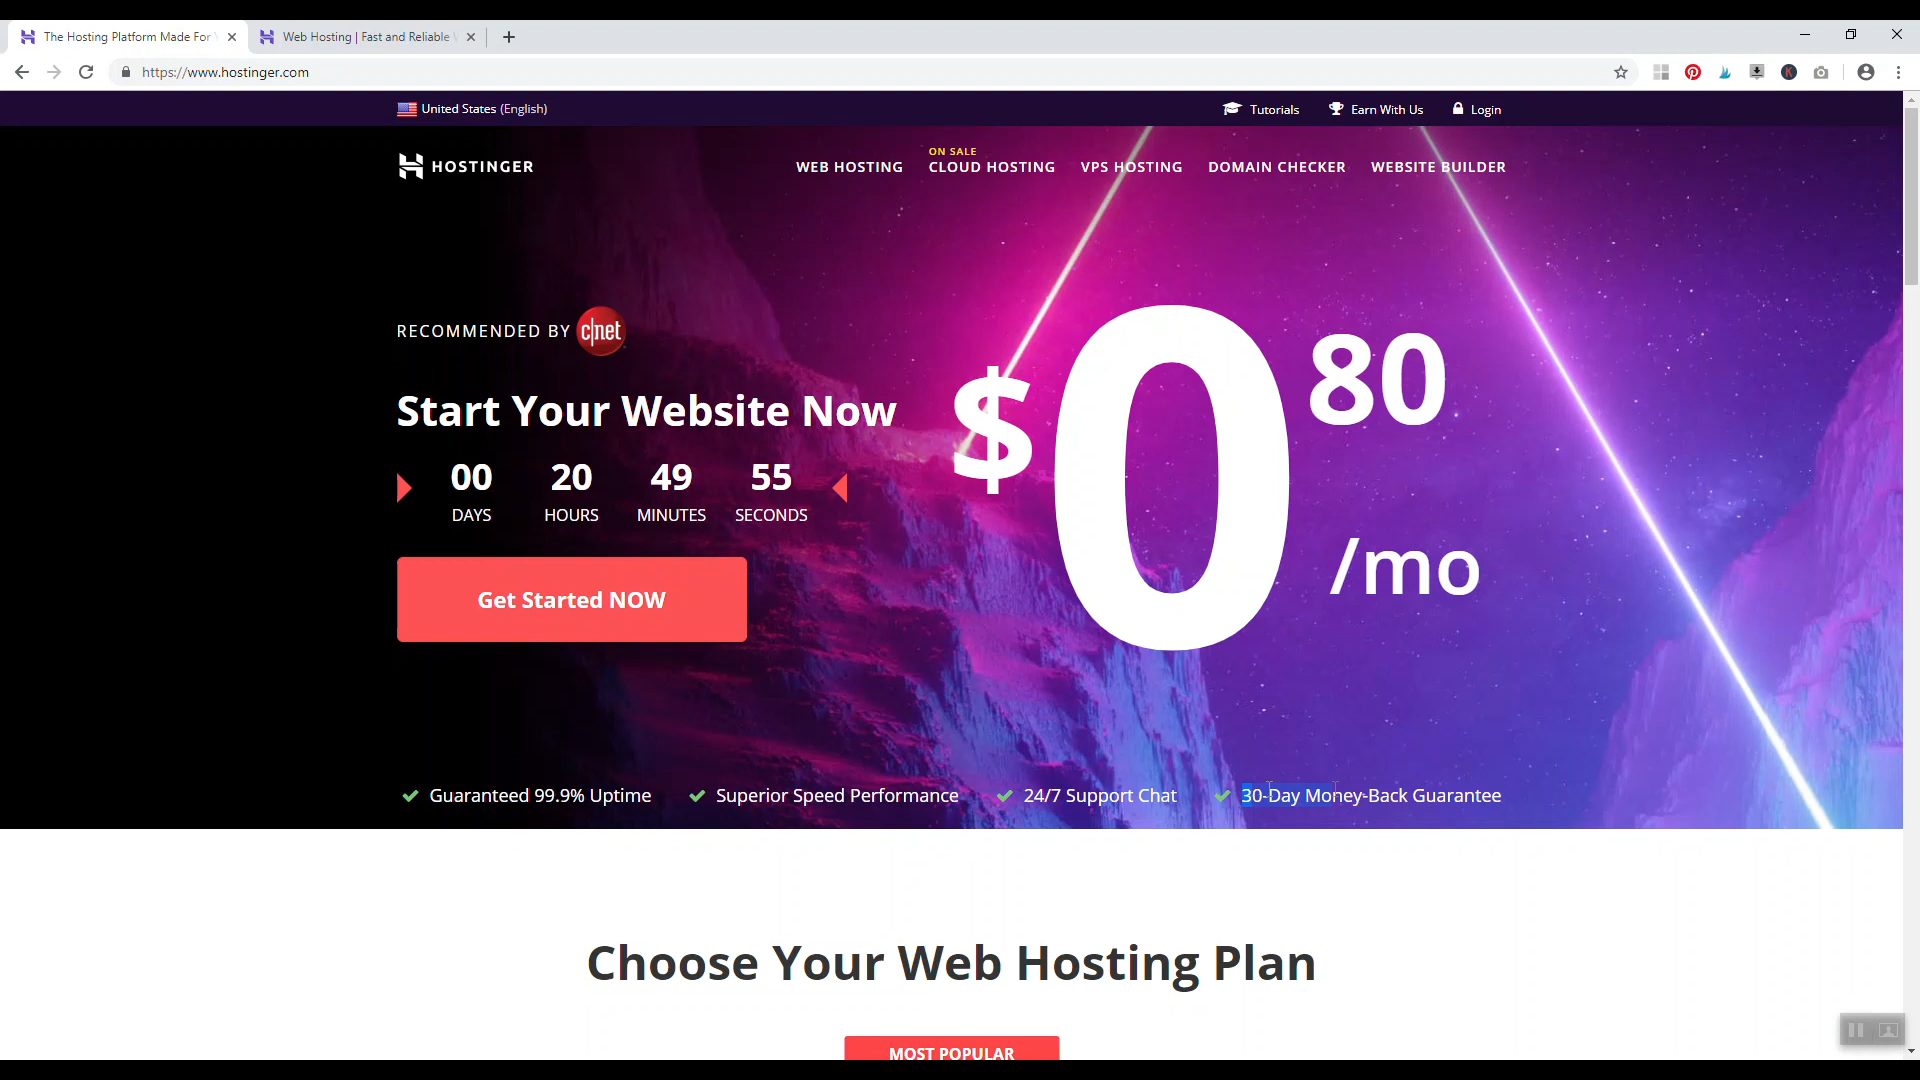 The Hosting Platform Made For
Web Hosting | Fast and Reliable
https://www.hostinger.com
United States (English)
Tutorials
Earn With Us
Login
HOSTINGER
WEB HOSTING
ON SALE
CLOUD HOSTING
VPS HOSTING
DOMAIN CHECKER
WEBSITE BUILDER
RECOMMENDED BY c|net
Start Your Website Now
00 20 49 55
DAYS HOURS MINUTES SECONDS
Get Started NOW
$0 80
/mo
Guaranteed 99.9% Uptime
Superior Speed Performance
24/7 Support Chat
30-Day Money-Back Guarantee
Choose Your Web Hosting Plan
MOST POPULAR